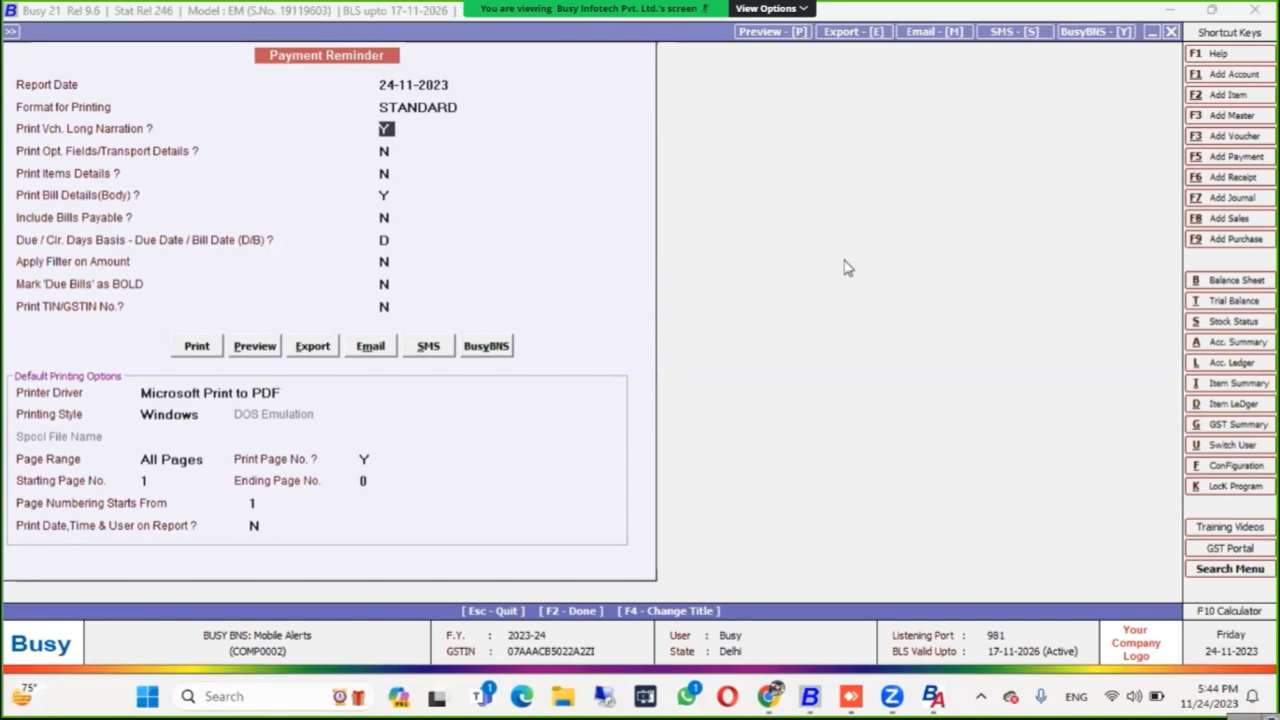 Busy 21 Rel 9.6 | Stat Rel 246 | Model : EM (S.No. 19119603) | BLS upto 17-11-2026 |
You are viewing Busy Infotech Pvt. Ltd.'s screen
View Options
>> Preview - [P] Export - [E] Email - [M] SMS - [S] BusyBNS - [Y]
Payment Reminder
Report Date 24-11-2023
Format for Printing STANDARD
Print Vch. Long Narration ? Y
Print Opt. Fields/Transport Details ? N
Print Items Details ? N
Print Bill Details(Body) ? Y
Include Bills Payable ? N
Due / Clr. Days Basis - Due Date / Bill Date (D/B) ? D
Apply Filter on Amount N
Mark 'Due Bills' as BOLD N
Print TIN/GSTIN No.? N
Print Preview Export Email SMS BusyBNS
Default Printing Options
Printer Driver Microsoft Print to PDF
Printing Style Windows DOS Emulation
Spool File Name
Page Range All Pages Print Page No. ? Y
Starting Page No. 1 Ending Page No. 0
Page Numbering Starts From 1
Print Date,Time & User on Report ? N
Shortcut Keys
F1 Help
F1 Add Account
F2 Add Item
F3 Add Master
F3 Add Voucher
F5 Add Payment
F6 Add Receipt
F7 Add Journal
F8 Add Sales
F9 Add Purchase
B Balance Sheet
T Trial Balance
S Stock Status
A Acc. Summary
L Acc. Ledger
I Item Summary
D Item LeDger
G GST Summary
U Switch User
F ConFiguration
K LocK Program
Training Videos
GST Portal
Search Menu
F10 Calculator
[ Esc - Quit ] [ F2 - Done ] [ F4 - Change Title ]
Busy
BUSY BNS: Mobile Alerts
(COMP0002)
F.Y. : 2023-24
GSTIN : 07AAACB5022A2ZI
User : Busy
State : Delhi
Listening Port : 981
BLS Valid Upto : 17-11-2026 (Active)
Your
Company
Logo
Friday
24-11-2023
75°
Search
ENG
5:44 PM
11/24/2023